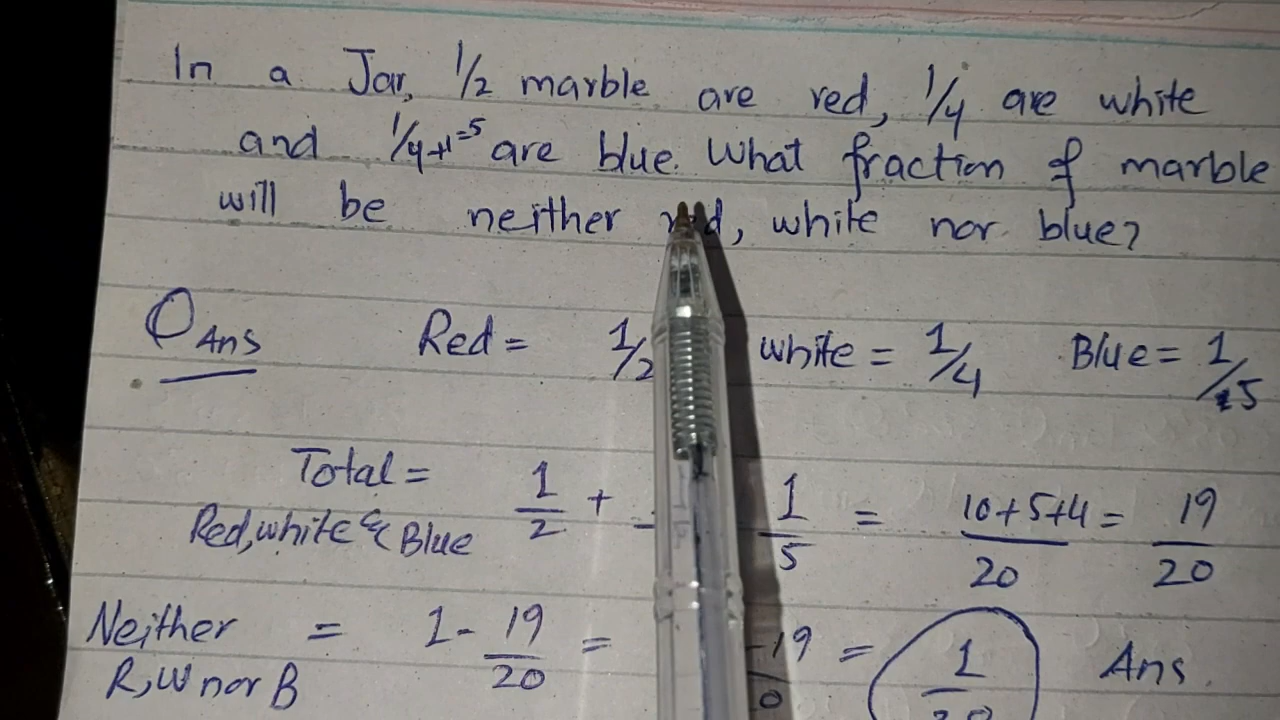 In a Jar, 1/2 marble are red, 1/4 are white
and 1/4+1=5 are blue. What fraction of marble
will be neither red, white nor blue?
Ans Red = 1/2 white = 1/4 Blue = 1/5
Total = 1/2 + 1/5 = 10+5+4/20 = 19/20
Red, white & Blue
Neither = 1 - 19/20 = -19 = 1/20 Ans
R, W nor B